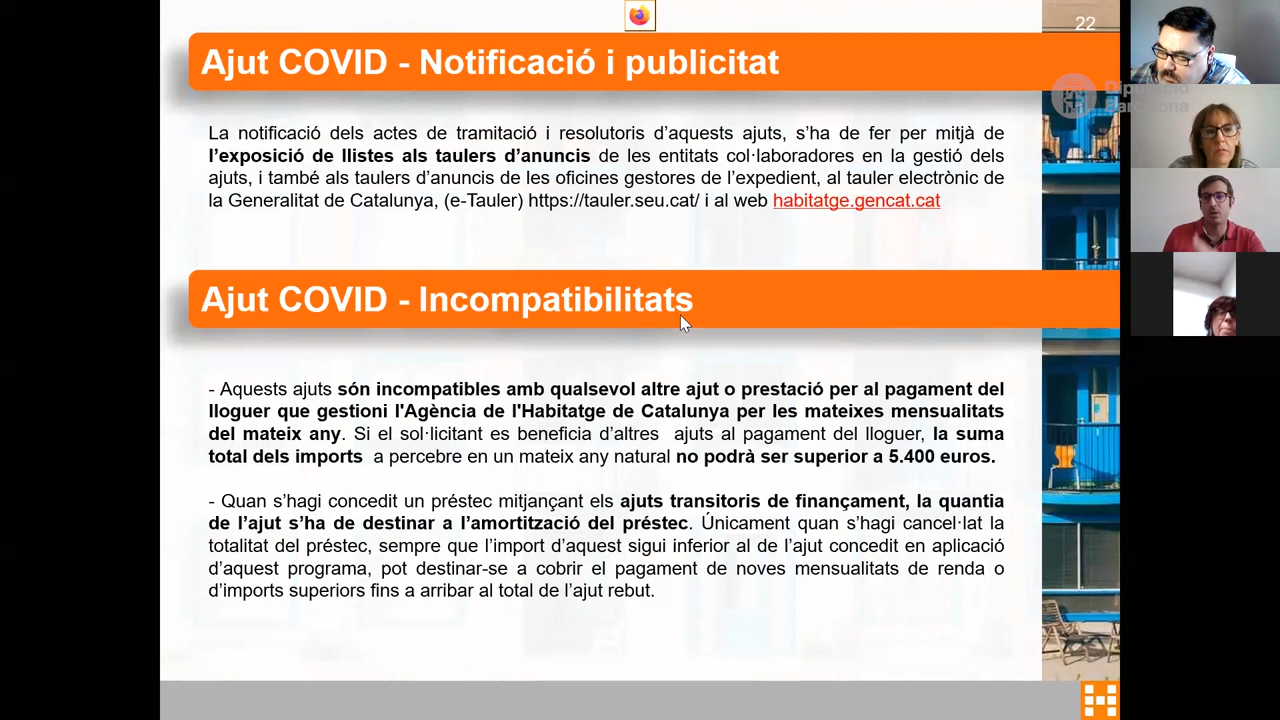 22
Ajut COVID - Notificació i publicitat
Diputació
Barcelona
La notificació dels actes de tramitació i resolutoris d’aquests ajuts, s’ha de fer per mitjà de
l’exposició de llistes als taulers d’anuncis de les entitats col·laboradores en la gestió dels
ajuts, i també als taulers d’anuncis de les oficines gestores de l’expedient, al tauler electrònic de
la Generalitat de Catalunya, (e-Tauler) https://tauler.seu.cat/ i al web habitatge.gencat.cat
Ajut COVID - Incompatibilitats
- Aquests ajuts són incompatibles amb qualsevol altre ajut o prestació per al pagament del
lloguer que gestioni l'Agència de l'Habitatge de Catalunya per les mateixes mensualitats
del mateix any. Si el sol·licitant es beneficia d’altres ajuts al pagament del lloguer, la suma
total dels imports a percebre en un mateix any natural no podrà ser superior a 5.400 euros.
- Quan s’hagi concedit un préstec mitjançant els ajuts transitoris de finançament, la quantia
de l’ajut s’ha de destinar a l’amortització del préstec. Únicament quan s’hagi cancel·lat la
totalitat del préstec, sempre que l’import d’aquest sigui inferior al de l’ajut concedit en aplicació
d’aquest programa, pot destinar-se a cobrir el pagament de noves mensualitats de renda o
d’imports superiors fins a arribar al total de l’ajut rebut.